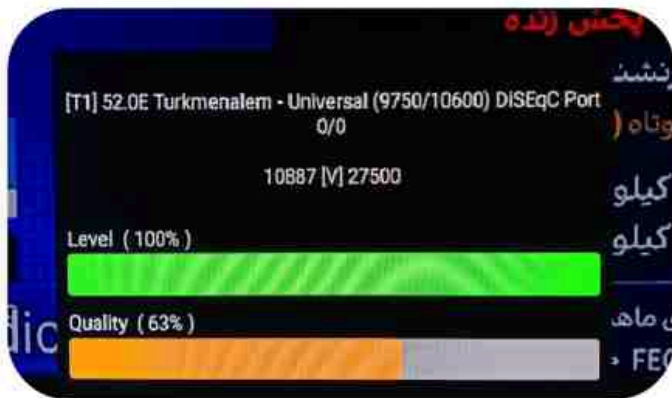 پخش زنده
[T1] 52.0E Turkmenalem - Universal (9750/10600) DiSEqC Port
0/0
10887 [V] 27500
کیلو
کیلو
Level ( 100% )
Quality ( 63% )
FEC